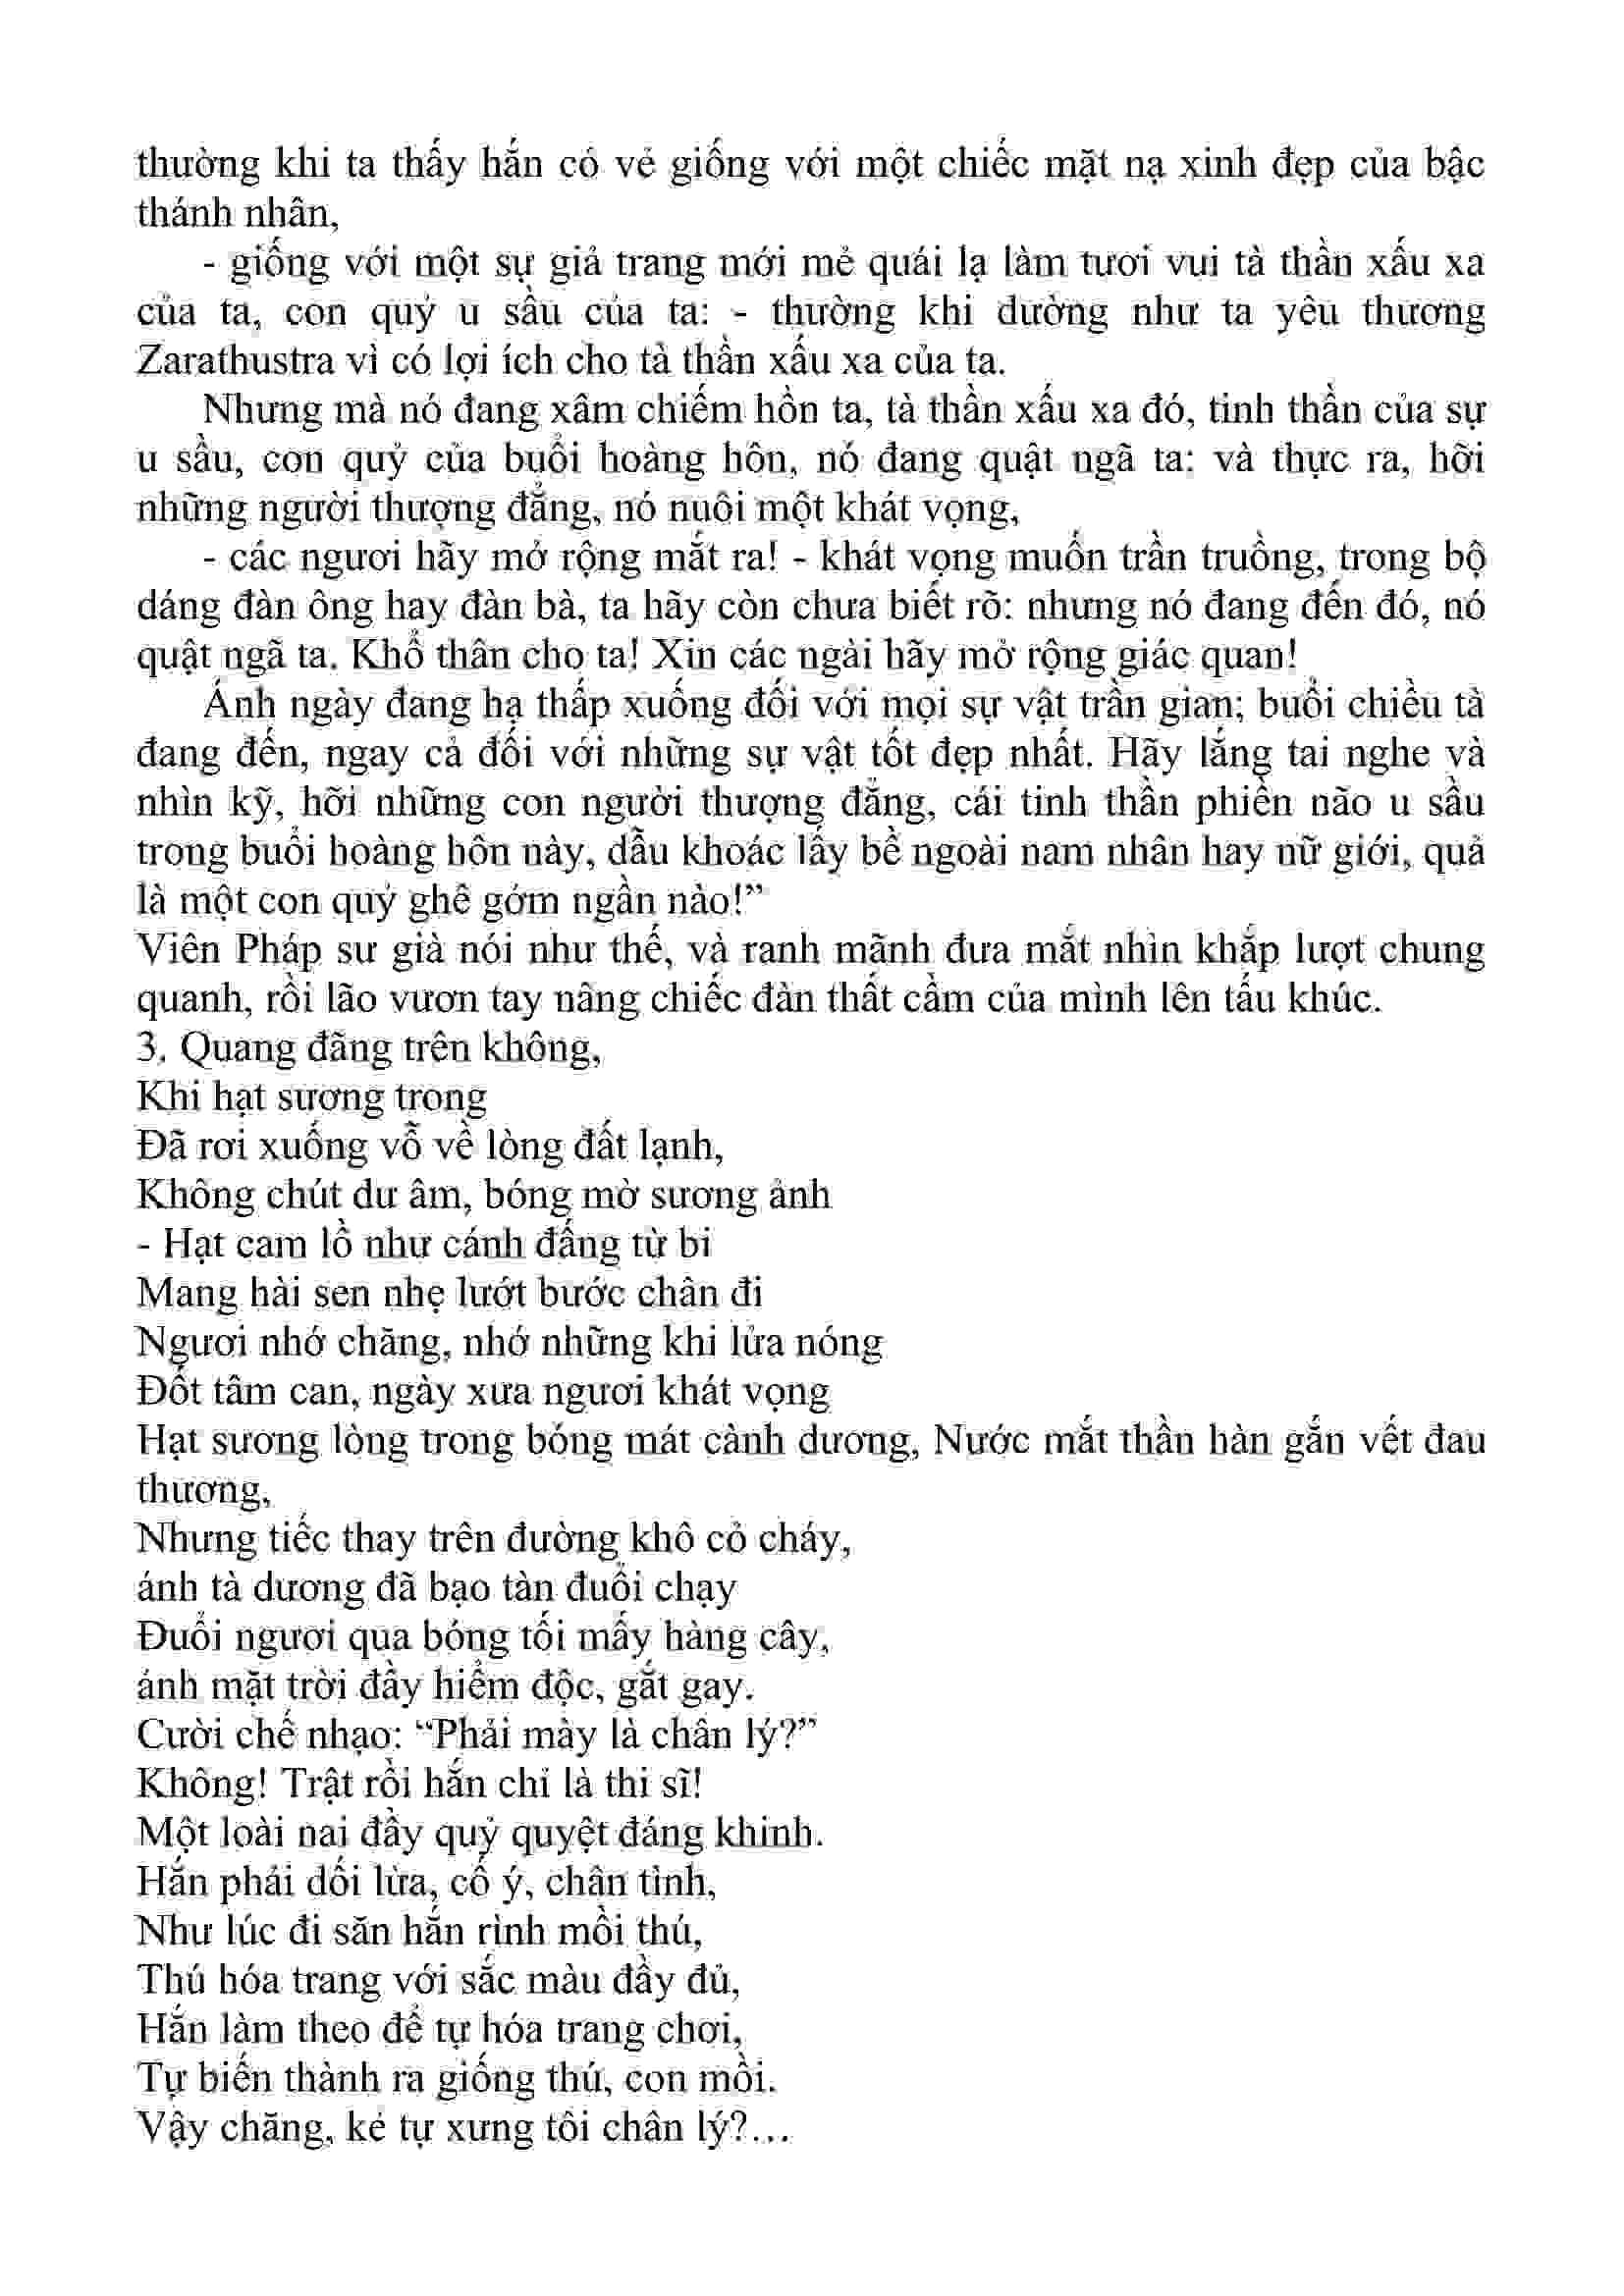 thường khi ta thấy hắn có vẻ giống với một chiếc mặt nạ xinh đẹp của bậc
thánh nhân,
- giống với một sự giả trang mới mẻ quái lạ làm tươi vui tà thần xấu xa
của ta, con quỷ u sầu của ta: - thường khi dường như ta yêu thương
Zarathustra vì có lợi ích cho tà thần xấu xa của ta.
Nhưng mà nó đang xâm chiếm hồn ta, tà thần xấu xa đó, tinh thần của sự
u sầu, con quỷ của buổi hoàng hôn, nó đang quật ngã ta: và thực ra, hỡi
những người thượng đẳng, nó nuôi một khát vọng,
- các ngươi hãy mở rộng mắt ra! - khát vọng muốn trần truồng, trong bộ
dáng đàn ông hay đàn bà, ta hãy còn chưa biết rõ: nhưng nó đang đến đó, nó
quật ngã ta. Khổ thân cho ta! Xin các ngài hãy mở rộng giác quan!
Ánh ngày đang hạ thấp xuống đối với mọi sự vật trần gian; buổi chiều tà
đang đến, ngay cả đối với những sự vật tốt đẹp nhất. Hãy lắng tai nghe và
nhìn kỹ, hỡi những con người thượng đẳng, cái tinh thần phiền não u sầu
trong buổi hoàng hôn này, dẫu khoác lấy bề ngoài nam nhân hay nữ giới, quả
là một con quỷ ghê gớm ngần nào!”
Viên Pháp sư già nói như thế, và ranh mãnh đưa mắt nhìn khắp lượt chung
quanh, rồi lão vươn tay nâng chiếc đàn thất cầm của mình lên tấu khúc.
3. Quang đãng trên không,
Khi hạt sương trong
Đã rơi xuống vỗ về lòng đất lạnh,
Không chút dư âm, bóng mờ sương ảnh
- Hạt cam lồ như cánh đấng từ bi
Mang hài sen nhẹ lướt bước chân đi
Ngươi nhớ chăng, nhớ những khi lửa nóng
Đốt tâm can, ngày xưa ngươi khát vọng
Hạt sương lòng trong bóng mát cành dương, Nước mắt thần hàn gắn vết đau
thương,
Nhưng tiếc thay trên đường khô cỏ cháy,
ánh tà dương đã bạo tàn đuổi chạy
Đuổi ngươi qua bóng tối mấy hàng cây,
ánh mặt trời đầy hiểm độc, gắt gay.
Cười chế nhạo: “Phải mày là chân lý?”
Không! Trật rồi hắn chỉ là thi sĩ!
Một loài nai đầy quỷ quyệt đáng khinh.
Hắn phải dối lừa, cố ý, chân tình,
Như lúc đi săn hắn rình mồi thú,
Thú hóa trang với sắc màu đầy đủ,
Hắn làm theo để tự hóa trang chơi,
Tự biến thành ra giống thú, con mồi.
Vậy chăng, kẻ tự xưng tôi chân lý?…